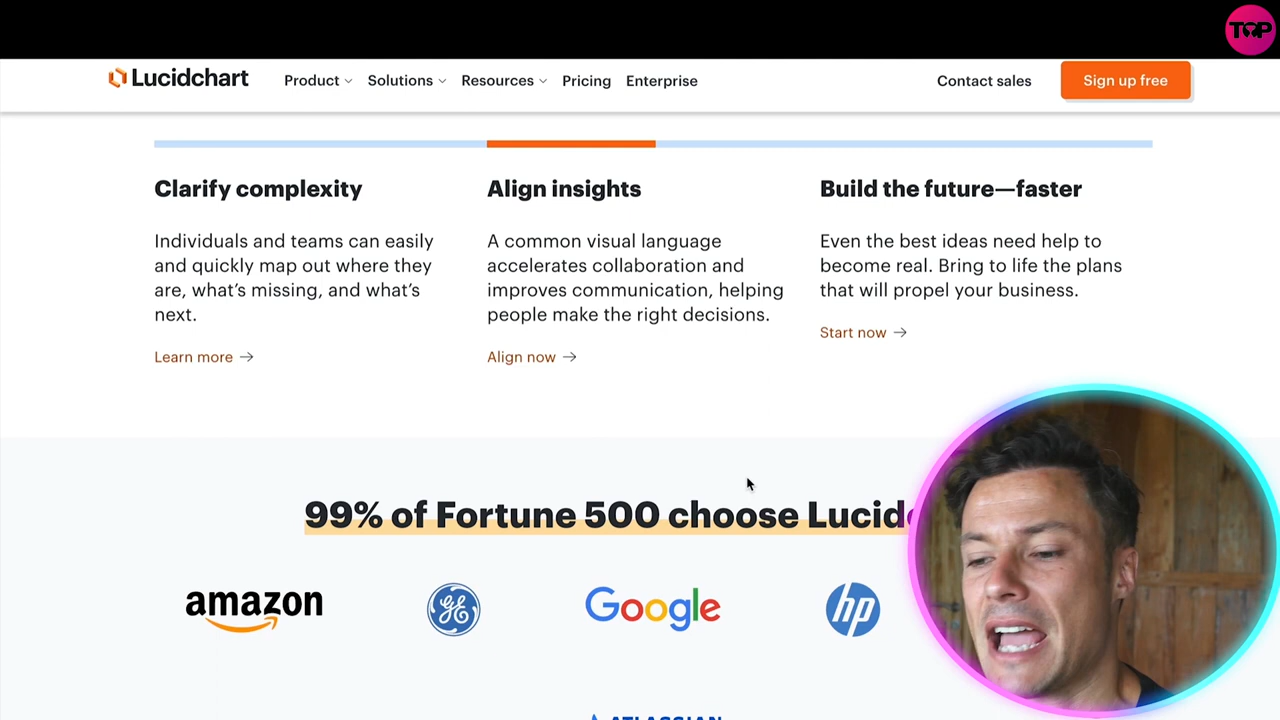 TOP
Lucidchart Product Solutions Resources Pricing Enterprise Contact sales Sign up free
Clarify complexity
Individuals and teams can easily
and quickly map out where they
are, what's missing, and what's
next.
Learn more →
Align insights
A common visual language
accelerates collaboration and
improves communication, helping
people make the right decisions.
Align now →
Build the future—faster
Even the best ideas need help to
become real. Bring to life the plans
that will propel your business.
Start now →
99% of Fortune 500 choose
amazon GE Google hp
ATLASSIAN